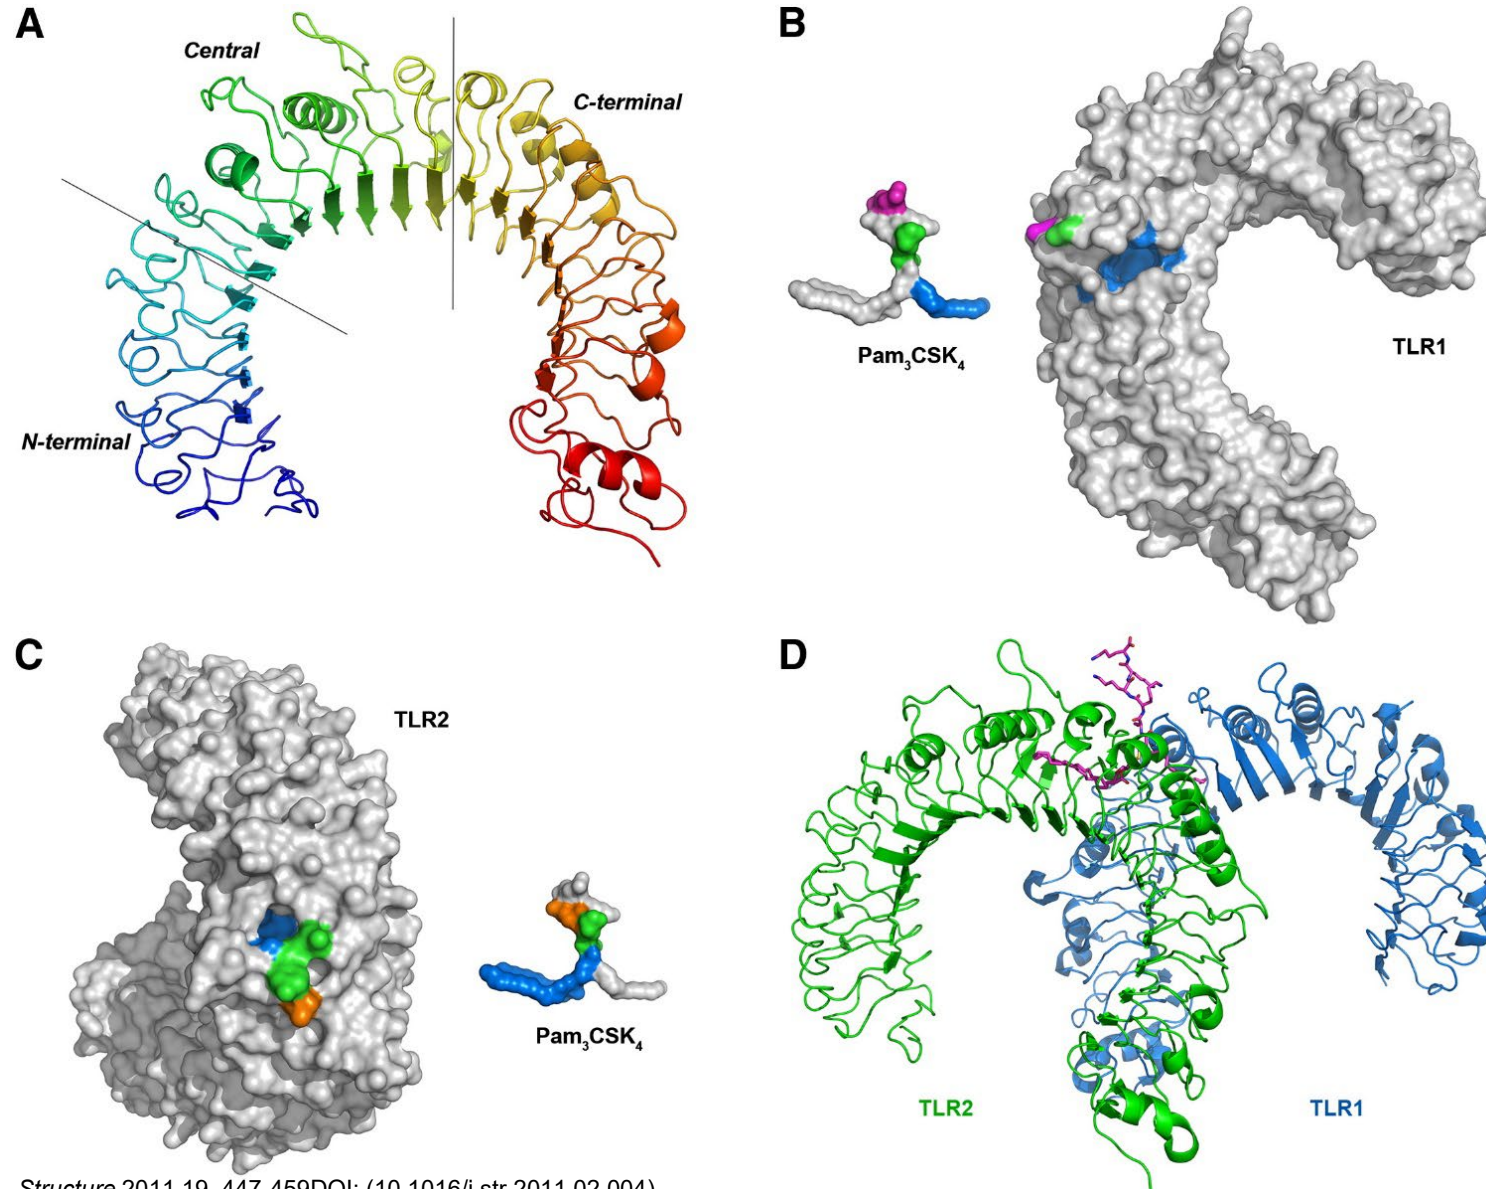 A
Central
C-terminal
N-terminal
B
Pam3CSK4
TLR1
C
TLR2
Pam3CSK4
D
TLR2
TLR1
Structure 2011 19, 447-459DOI: (10.1016/j.str.2011.02.004)